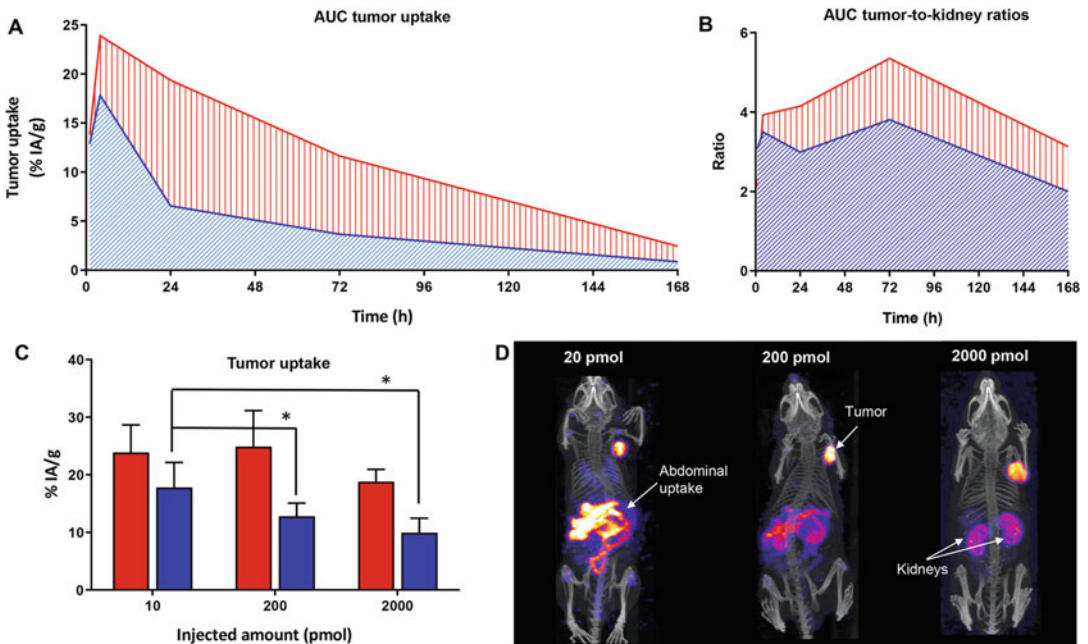 A
AUC tumor uptake
25
20
15
10
5
0
Tumor uptake
(% IA/g)
0 24 48 72 96 120 144 168
Time (h)
B
AUC tumor-to-kidney ratios
6
4
2
0
Ratio
0 24 48 72 96 120 144 168
Time (h)
C
Tumor uptake
40
30
20
10
0
% IA/g
*
*
10 200 2000
Injected amount (pmol)
D
20 pmol
200 pmol
2000 pmol
Tumor
Abdominal
uptake
Kidneys